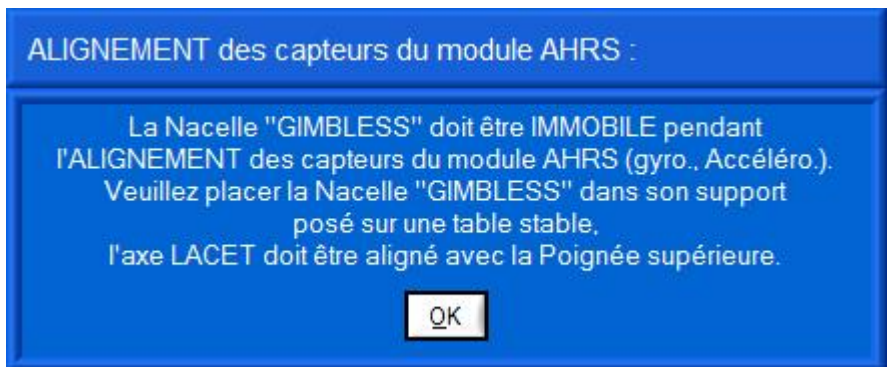 ALIGNEMENT des capteurs du module AHRS :
La Nacelle "GIMBLESS" doit être IMMOBILE pendant
l'ALIGNEMENT des capteurs du module AHRS (gyro., Accéléro.).
Veuillez placer la Nacelle "GIMBLESS" dans son support
posé sur une table stable,
l'axe LACET doit être aligné avec la Poignée supérieure.
OK